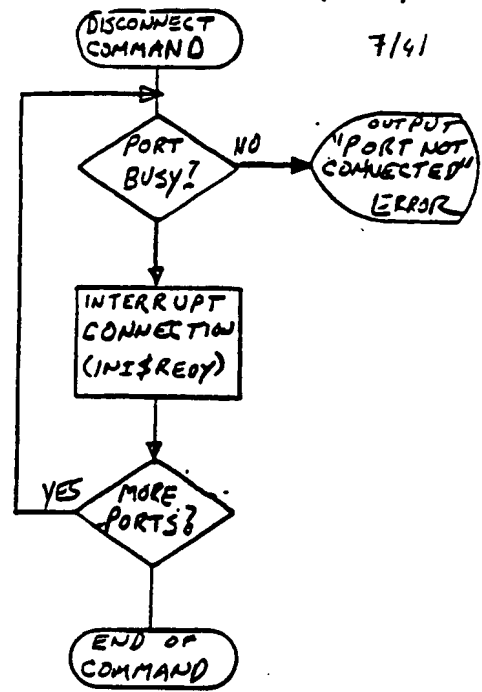 DISCONNECT
COMMAND
7/41
PORT
BUSY?
NO
OUTPUT
"PORT NOT
CONNECTED"
ERROR
INTERRUPT
CONNECTION
(INI$REDY)
YES
MORE
PORTS?
END OF
COMMAND